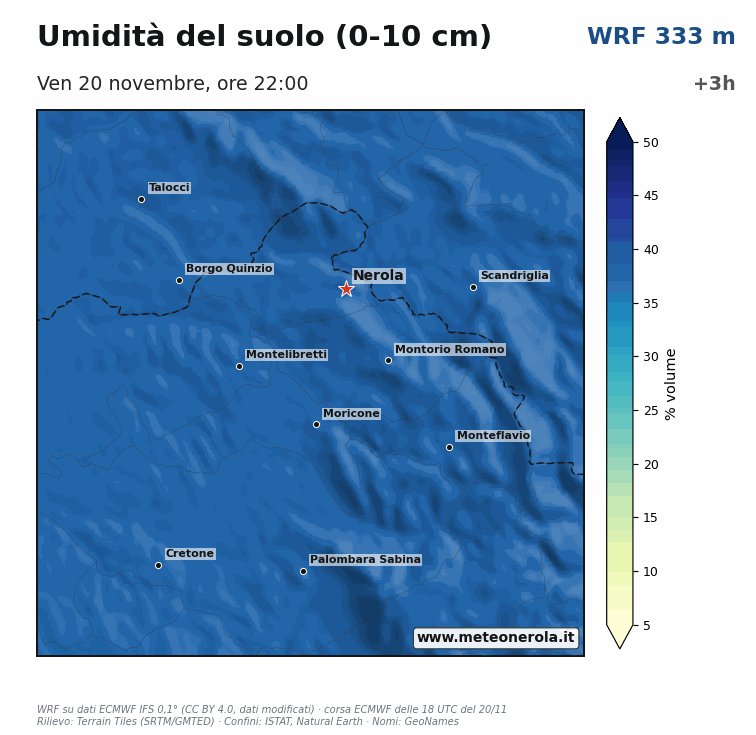 Umidità del suolo (0-10 cm)
WRF 333 m
Ven 20 novembre, ore 22:00
+3h
Talocci
Borgo Quinzio
Nerola
Scandriglia
Montelibretti
Montorio Romano
Moricone
Monteflavio
Cretone
Palombara Sabina
www.meteonerola.it
50
45
40
35
30
25
20
15
10
5
% volume
WRF su dati ECMWF IFS 0,1° (CC BY 4.0, dati modificati) · corsa ECMWF delle 18 UTC del 20/11
Rilievo: Terrain Tiles (SRTM/GMTED) · Confini: ISTAT, Natural Earth · Nomi: GeoNames